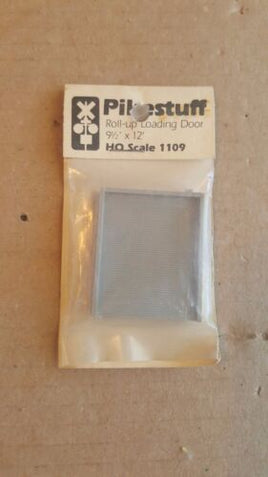 Pikestuff
Roll-up Loading Door
9½' x 12'
HO Scale 1109